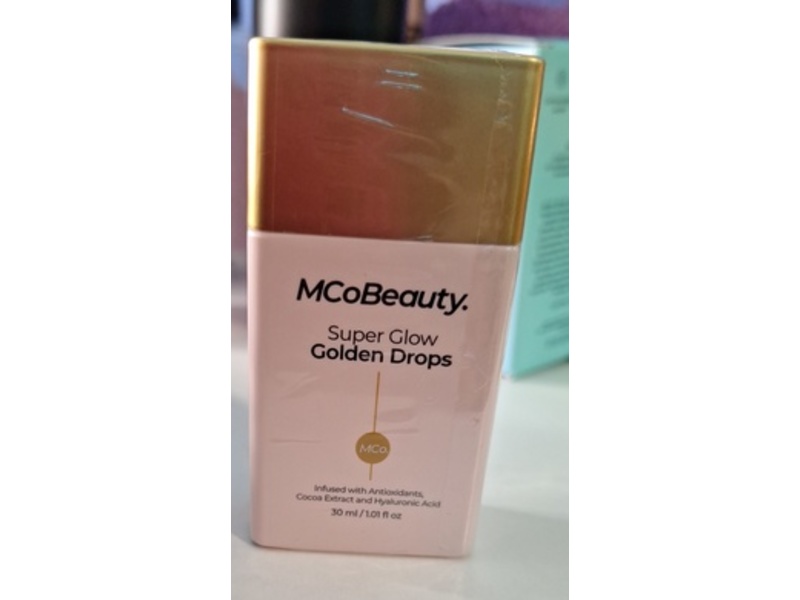 MCoBeauty.
Super Glow
Golden Drops
MCo.
Infused with Antioxidants,
Cocoa Extract and Hyaluronic Acid
30 ml / 1.01 fl oz